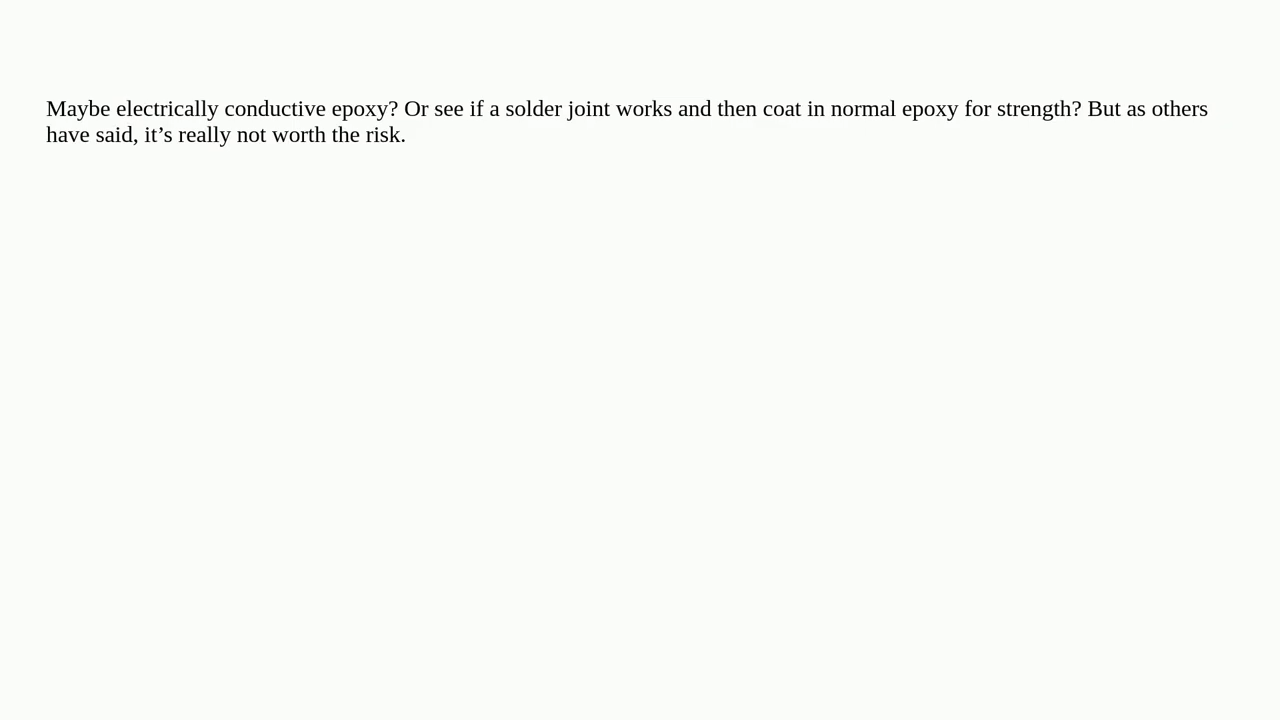 Maybe electrically conductive epoxy? Or see if a solder joint works and then coat in normal epoxy for strength? But as others
have said, it’s really not worth the risk.